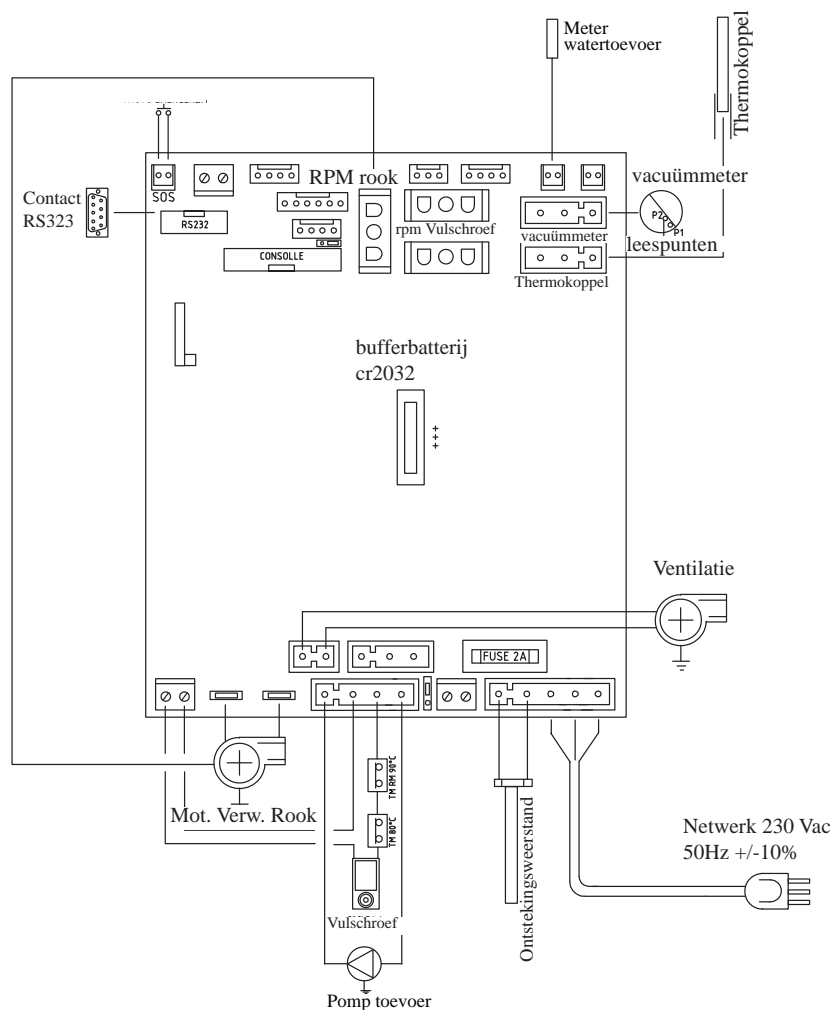 Meter
watertoevoer
Thermokoppel
SOS
RPM rook
vacuümmeter
Contact
RS323
RS232
rpm Vulschroef
vacuümmeter
P2
P1
leespunten
CONSOLLE
Thermokoppel
bufferbatterij
cr2032
+++
Ventilatie
FUSE 2A
TM RM 90°C
Mot. Verw. Rook
TM 80°C
Ontstekingsweerstand
Netwerk 230 Vac
50Hz +/-10%
Vulschroef
Pomp toevoer